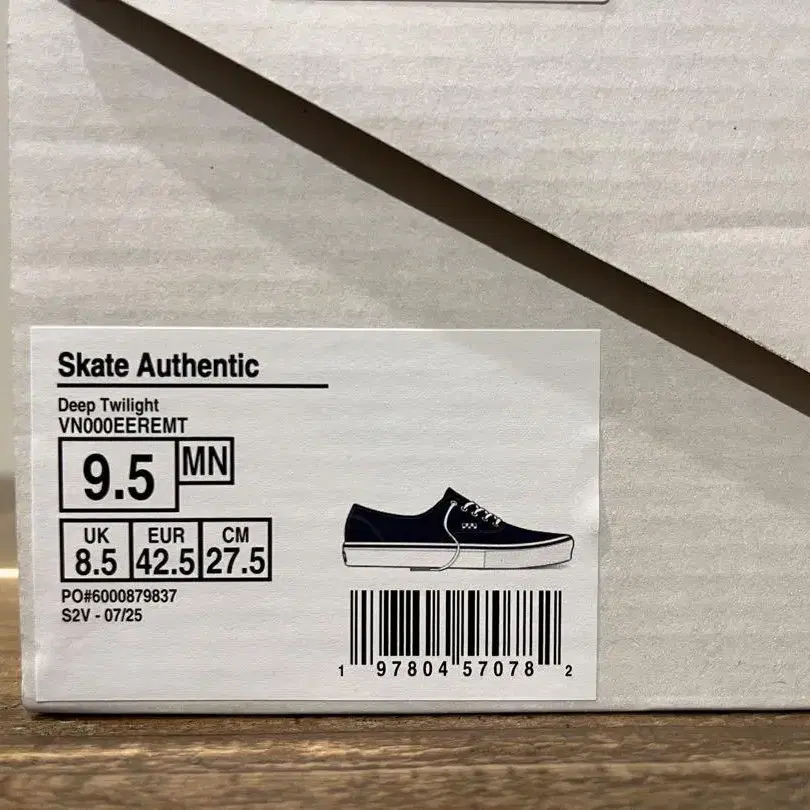 Skate Authentic
Deep Twilight
VN000EEREMT
9.5 MN
UK EUR CM
8.5 42.5 27.5
PO#6000879837
S2V - 07/25
1 97804 57078 2